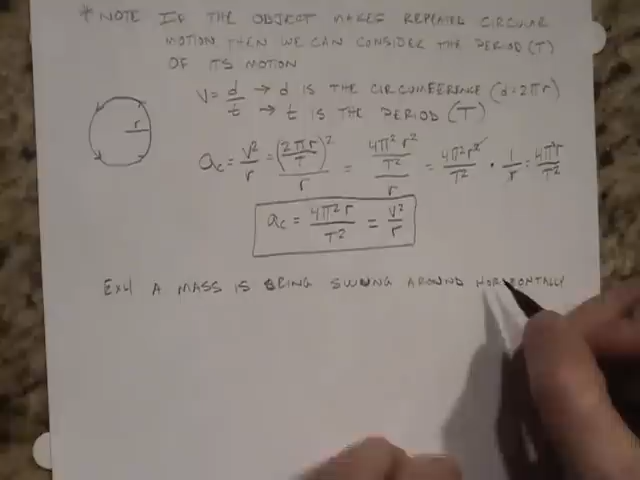 * NOTE IF THE OBJECT MAKES REPEATED CIRCULAR
MOTION THEN WE CAN CONSIDER THE PERIOD (T)
OF ITS MOTION
V = d/t → d IS THE CIRCUMFERENCE (d = 2πr)
→ t IS THE PERIOD (T)
r
ac = V²/r = (2πr/T)²/r = 4π²r²/T²/r = 4π²r²/T² · 1/r = 4π²r/T²
ac = 4π²r/T² = V²/r
EX4 A MASS IS BEING SWUNG AROUND HORIZONTALLY